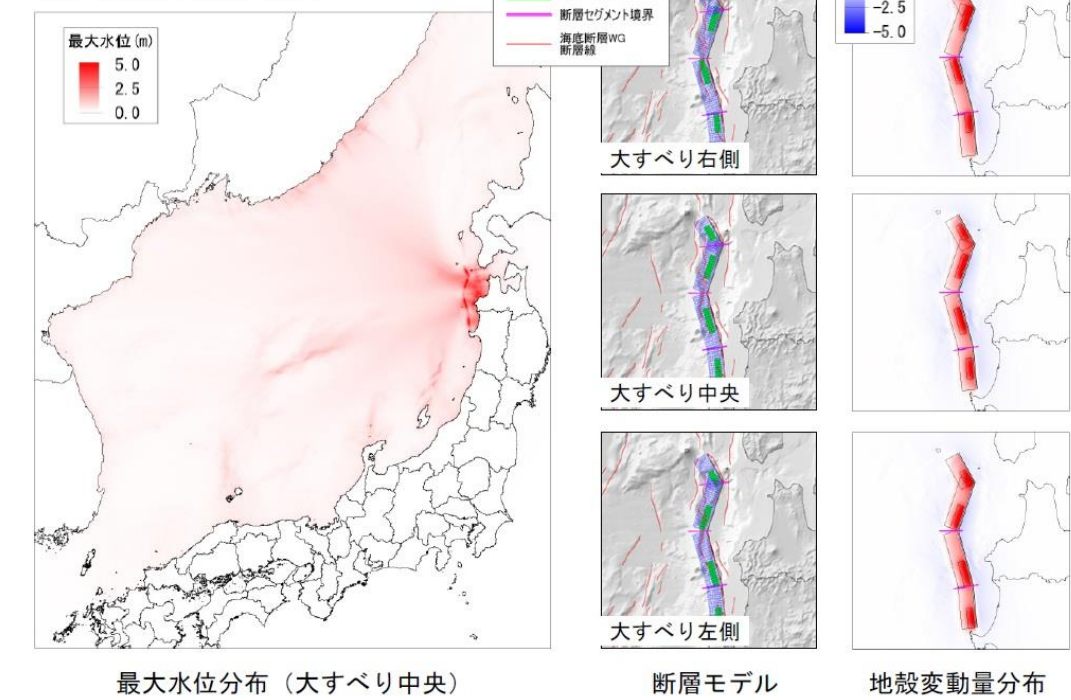 最大水位(m)
5.0
2.5
0.0
断層セグメント境界
海底断層WG
断層線
-2.5
-5.0
大すべり右側
大すべり中央
大すべり左側
最大水位分布（大すべり中央）
断層モデル
地殻変動量分布